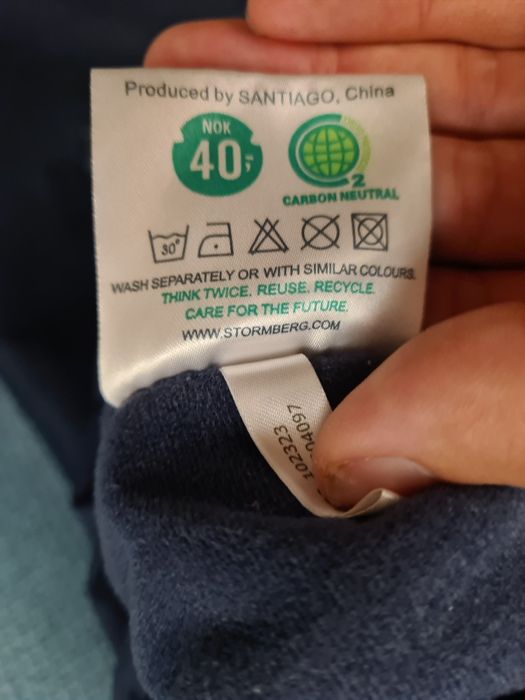 Produced by SANTIAGO, China
NOK
40,-
2
CARBON NEUTRAL
30°
WASH SEPARATELY OR WITH SIMILAR COLOURS.
THINK TWICE. REUSE. RECYCLE.
CARE FOR THE FUTURE.
WWW.STORMBERG.COM
102323
04097